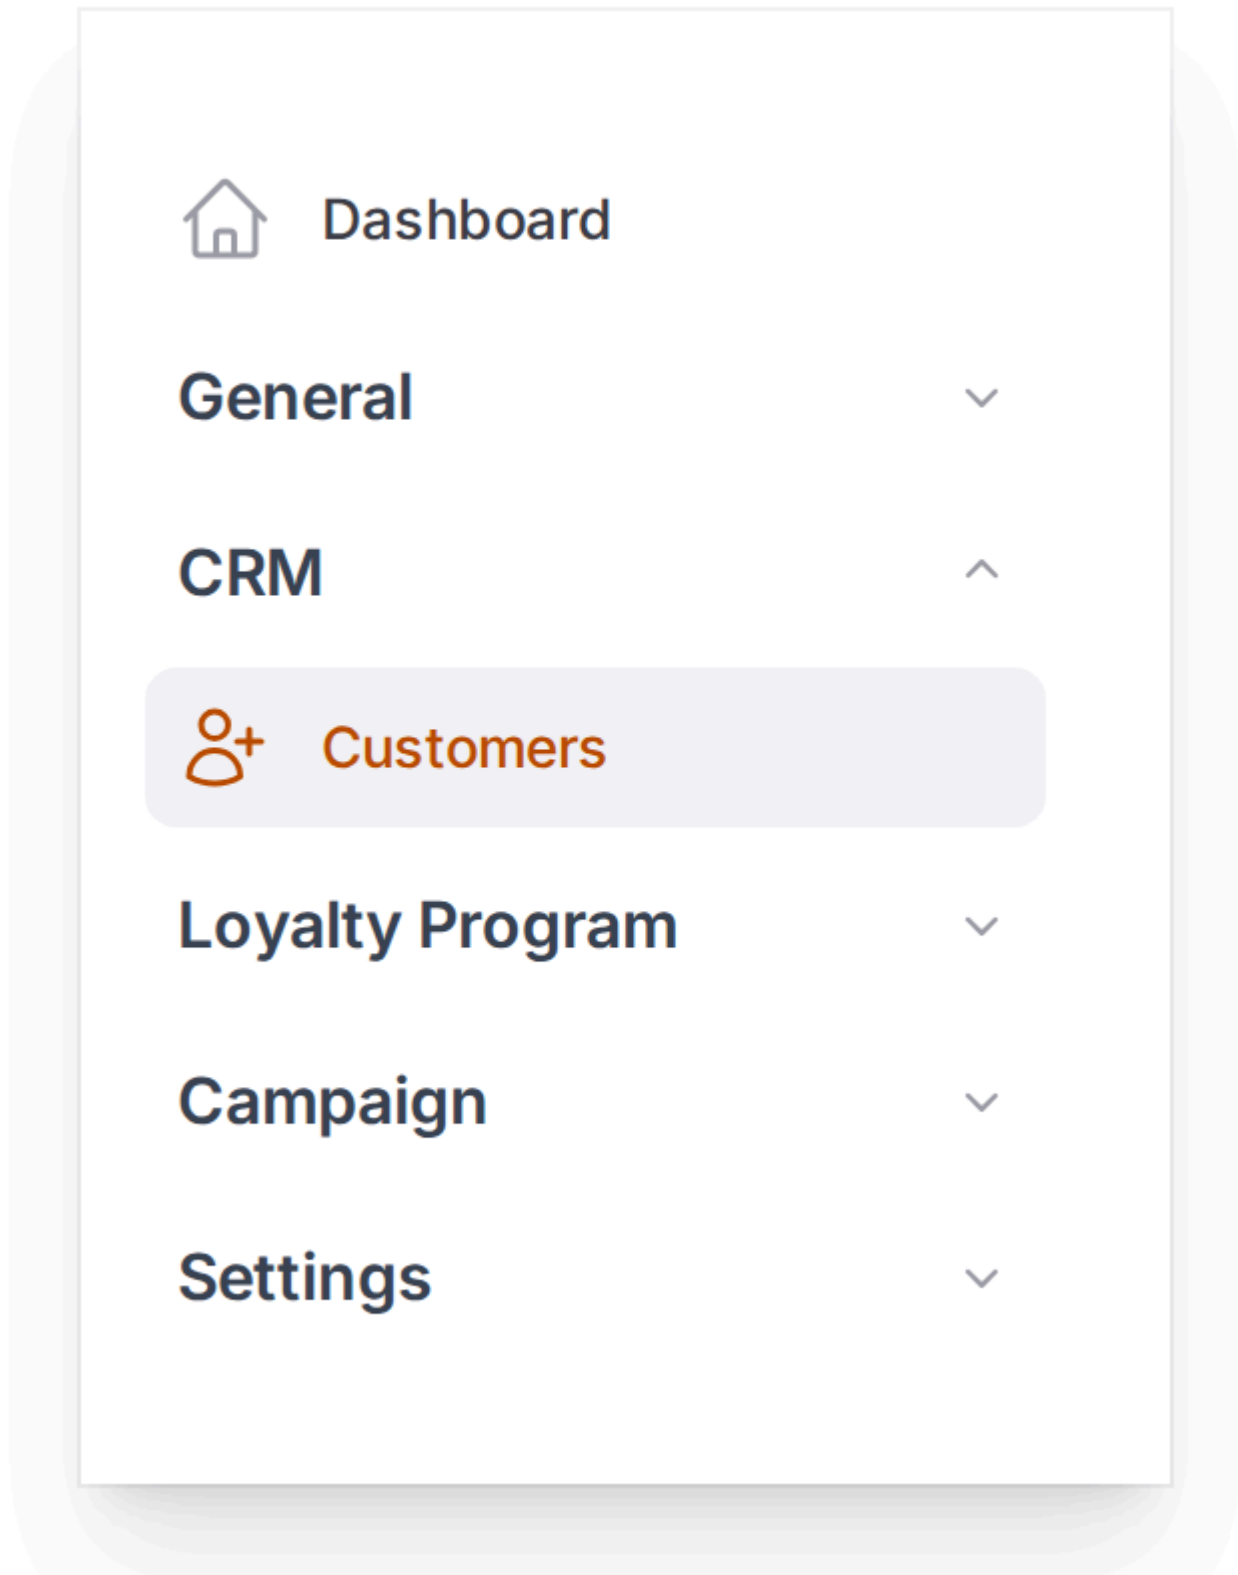 Dashboard
General
CRM
Customers
Loyalty Program
Campaign
Settings